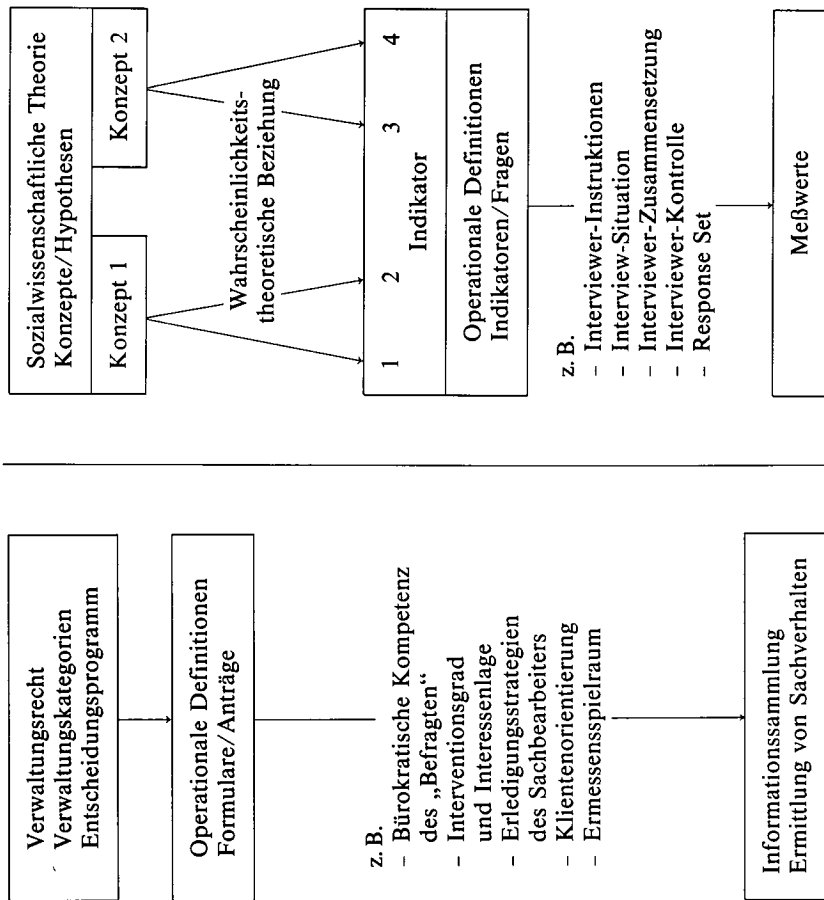 Verwaltungsrecht
Verwaltungskategorien
Entscheidungsprogramm
Operationale Definitionen
Formulare/Anträge
z. B.
– Bürokratische Kompetenz
des „Befragten“
– Interventionsgrad
und Interessenlage
– Erledigungsstrategien
des Sachbearbeiters
– Klientenorientierung
– Ermessensspielraum
Informationssammlung
Ermittlung von Sachverhalten
Sozialwissenschaftliche Theorie
Konzepte/Hypothesen
Konzept 1
Konzept 2
Wahrscheinlichkeits-
theoretische Beziehung
1 2 3 4
Indikator
Operationale Definitionen
Indikatoren/Fragen
z. B.
– Interviewer-Instruktionen
– Interview-Situation
– Interviewer-Zusammensetzung
– Interviewer-Kontrolle
– Response Set
Meßwerte